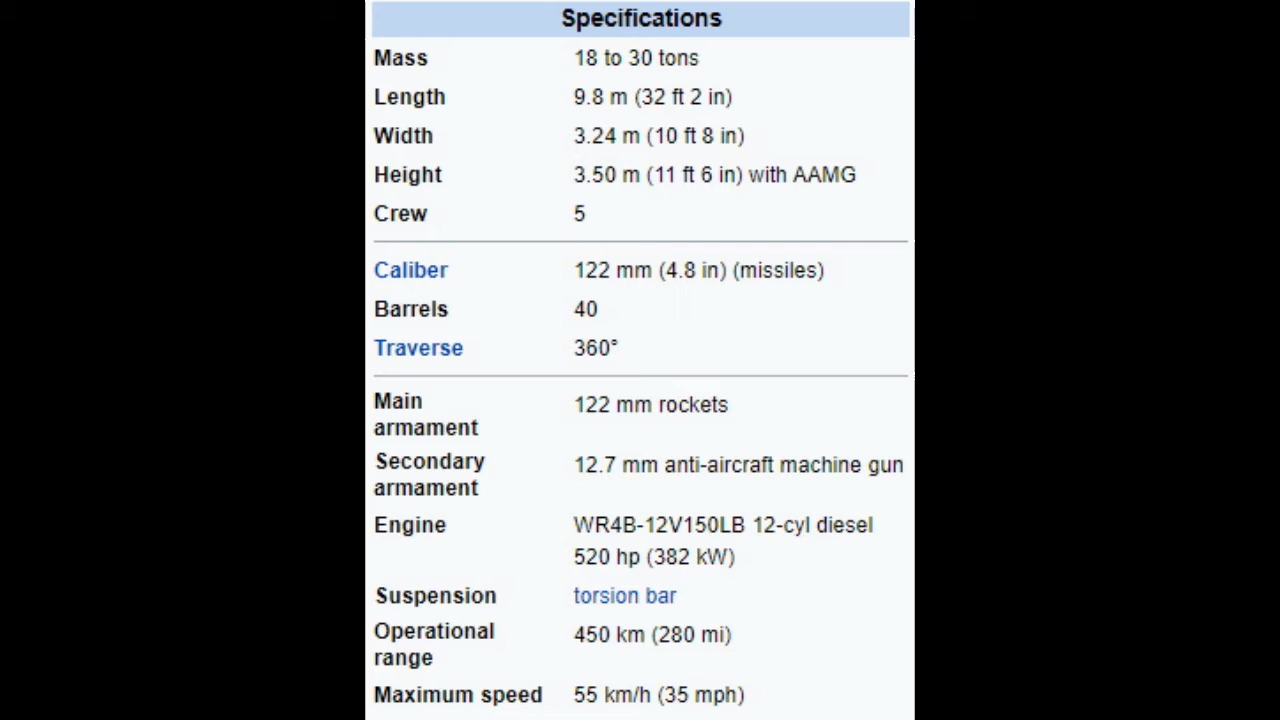 Specifications
Mass 18 to 30 tons
Length 9.8 m (32 ft 2 in)
Width 3.24 m (10 ft 8 in)
Height 3.50 m (11 ft 6 in) with AAMG
Crew 5
Caliber 122 mm (4.8 in) (missiles)
Barrels 40
Traverse 360°
Main
armament 122 mm rockets
Secondary
armament 12.7 mm anti-aircraft machine gun
Engine WR4B-12V150LB 12-cyl diesel
520 hp (382 kW)
Suspension torsion bar
Operational
range 450 km (280 mi)
Maximum speed 55 km/h (35 mph)